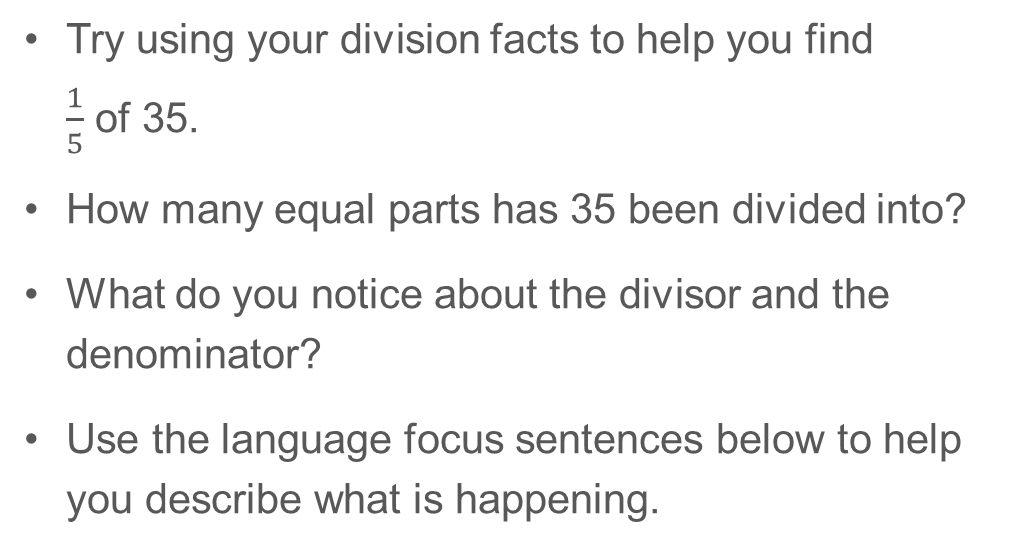 • Try using your division facts to help you find
1/5 of 35.
• How many equal parts has 35 been divided into?
• What do you notice about the divisor and the
denominator?
• Use the language focus sentences below to help
you describe what is happening.